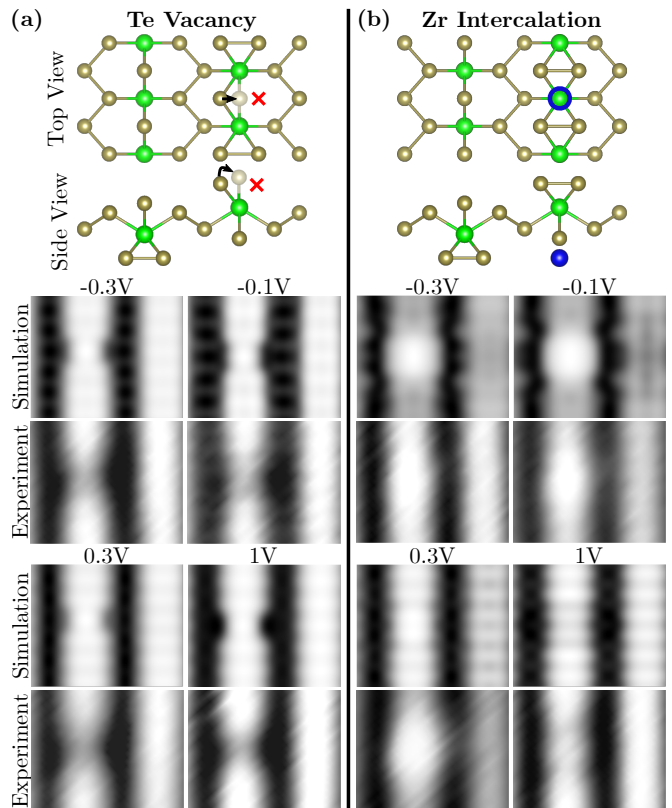 (a) Te Vacancy
Top View
Side View
-0.3V -0.1V
Simulation
Experiment
0.3V 1V
Simulation
Experiment
(b) Zr Intercalation
-0.3V -0.1V
0.3V 1V